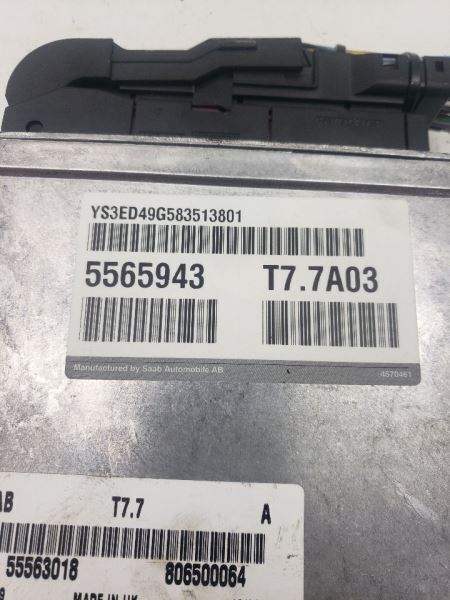 YS3ED49G583513801
5565943 T7.7A03
Manufactured by Saab Automobile AB 4570461
AB T7.7 A
55563018 806500064
MADE IN UK